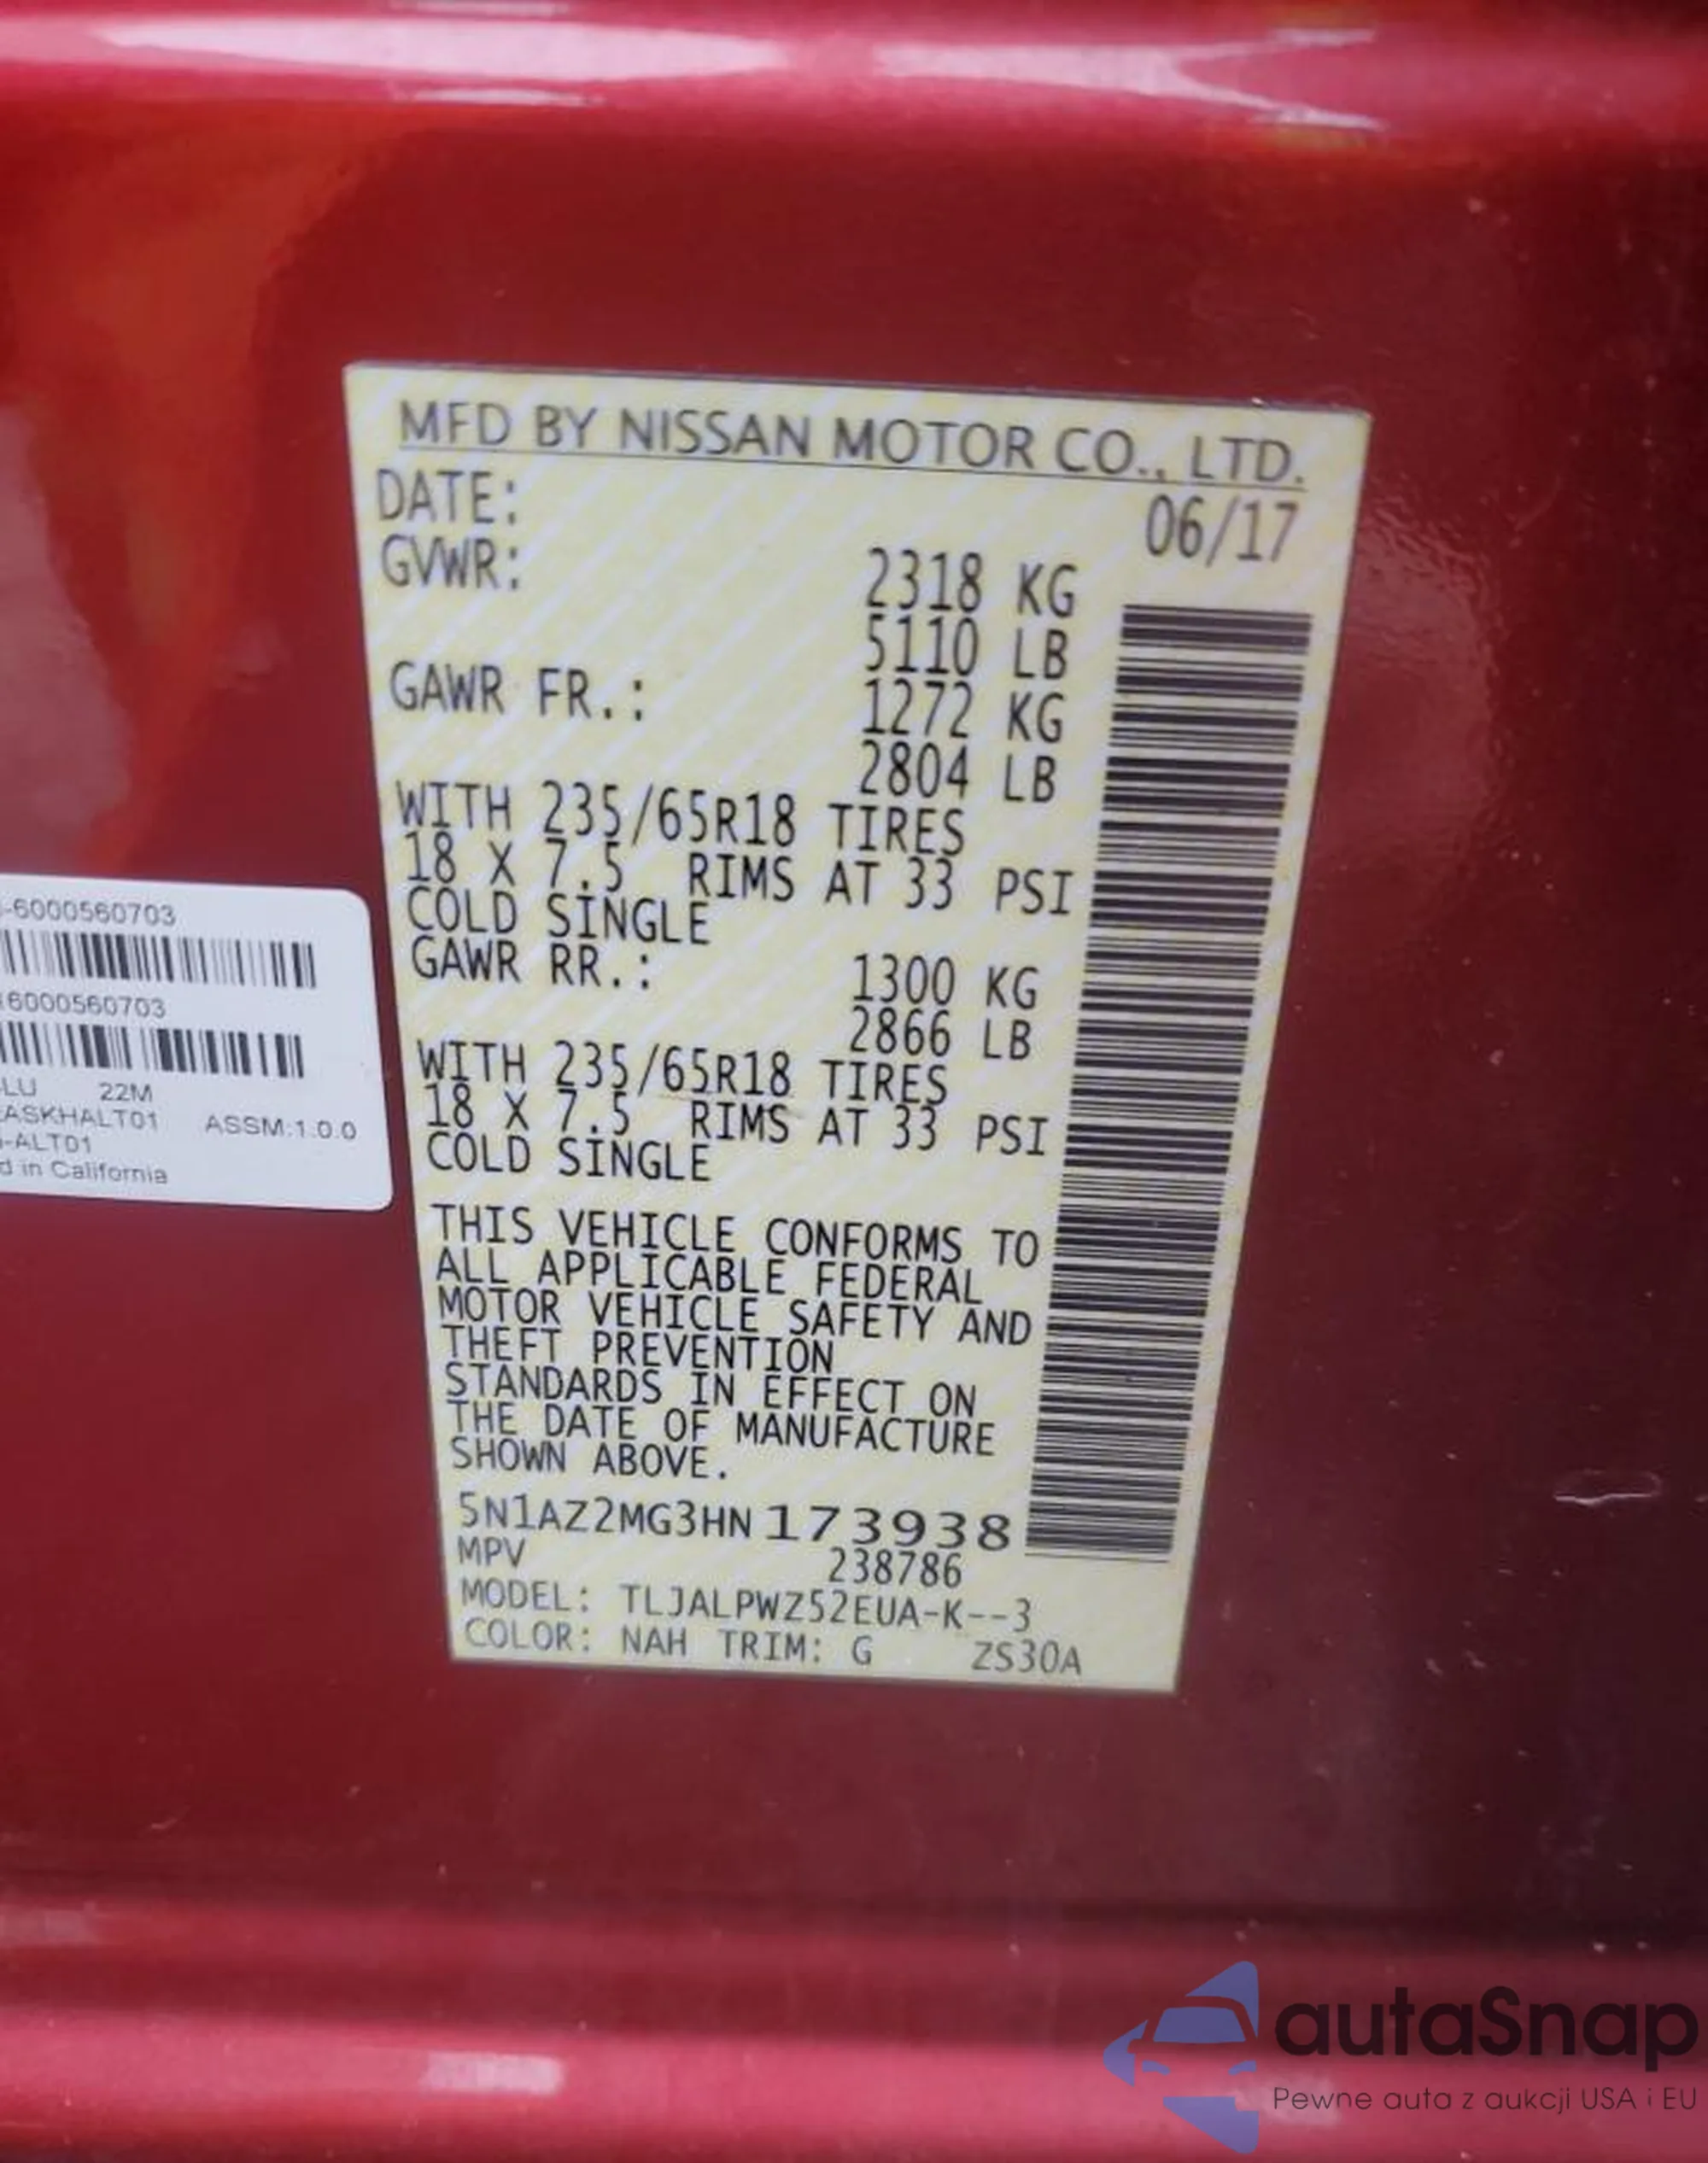 MFD BY NISSAN MOTOR CO., LTD.
DATE: 06/17
GVWR: 2318 KG
5110 LB
GAWR FR.: 1272 KG
2804 LB
WITH 235/65R18 TIRES
18 X 7.5 RIMS AT 33 PSI
COLD SINGLE
GAWR RR.: 1300 KG
2866 LB
WITH 235/65R18 TIRES
18 X 7.5 RIMS AT 33 PSI
COLD SINGLE
THIS VEHICLE CONFORMS TO
ALL APPLICABLE FEDERAL
MOTOR VEHICLE SAFETY AND
THEFT PREVENTION
STANDARDS IN EFFECT ON
THE DATE OF MANUFACTURE
SHOWN ABOVE.
5N1AZ2MG3HN173938
MPV 238786
MODEL: TLJALPWZ52EUA-K--3
COLOR: NAH TRIM: G ZS30A
-6000560703
6000560703
LU 22M
ASKHALT01 ASSM:1.0.0
-ALT01
d in California
autaSnap
Pewne auta z aukcji USA i EU